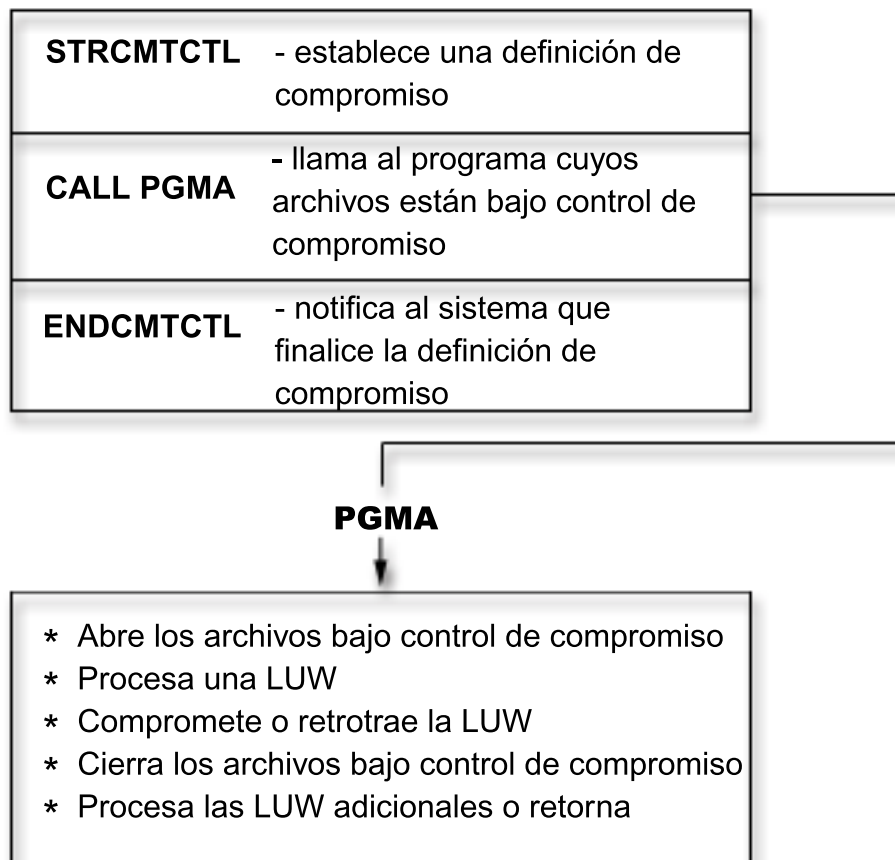 STRCMTCTL - establece una definición de
compromiso
- llama al programa cuyos
CALL PGMA archivos están bajo control de
compromiso
- notifica al sistema que
ENDCMTCTL finalice la definición de
compromiso
PGMA
* Abre los archivos bajo control de compromiso
* Procesa una LUW
* Compromete o retrotrae la LUW
* Cierra los archivos bajo control de compromiso
* Procesa las LUW adicionales o retorna